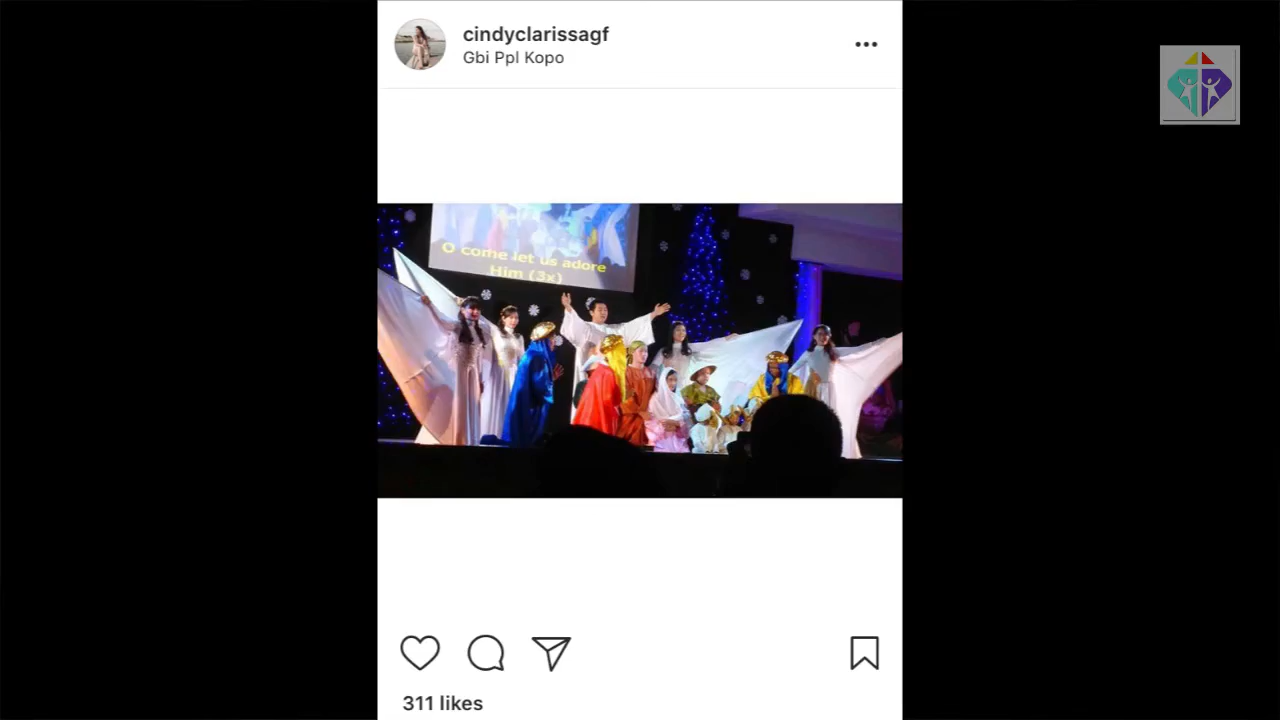 cindyclarissagf
Gbi Ppl Kopo
O come let us adore
Him (3x)
311 likes